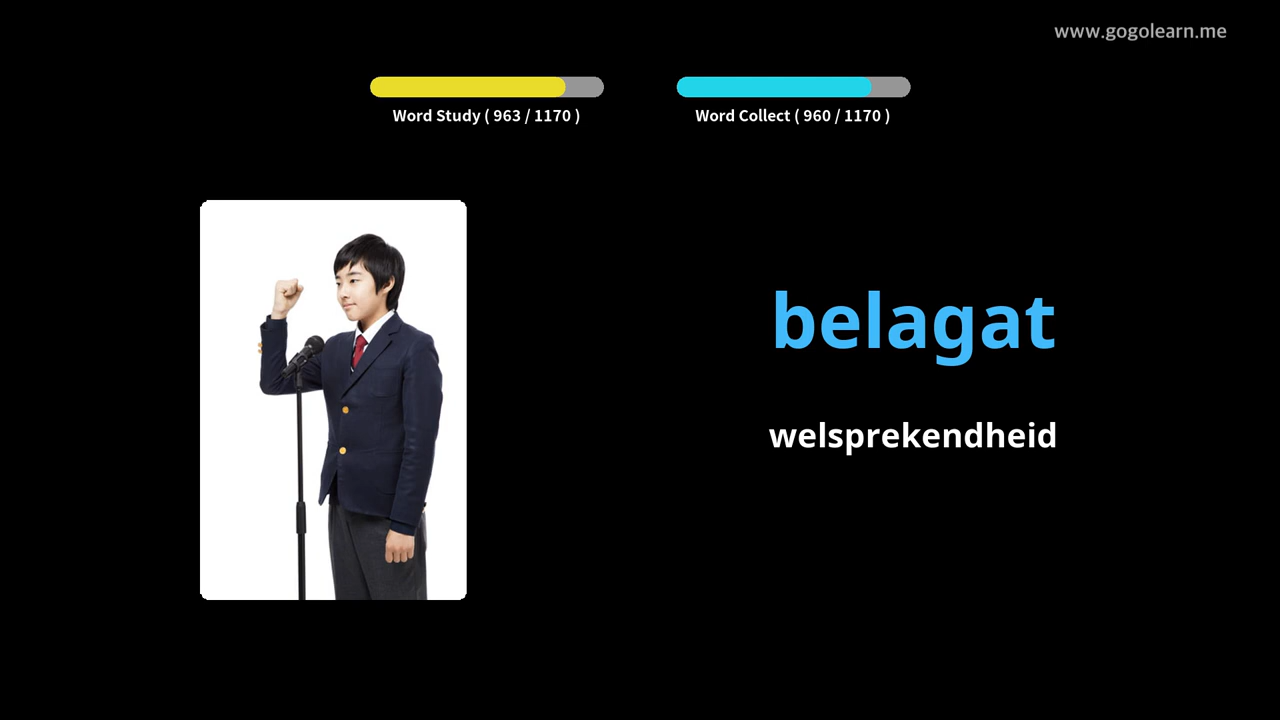 www.gogolearn.me
Word Study ( 963 / 1170 )
Word Collect ( 960 / 1170 )
belagat
welsprekendheid